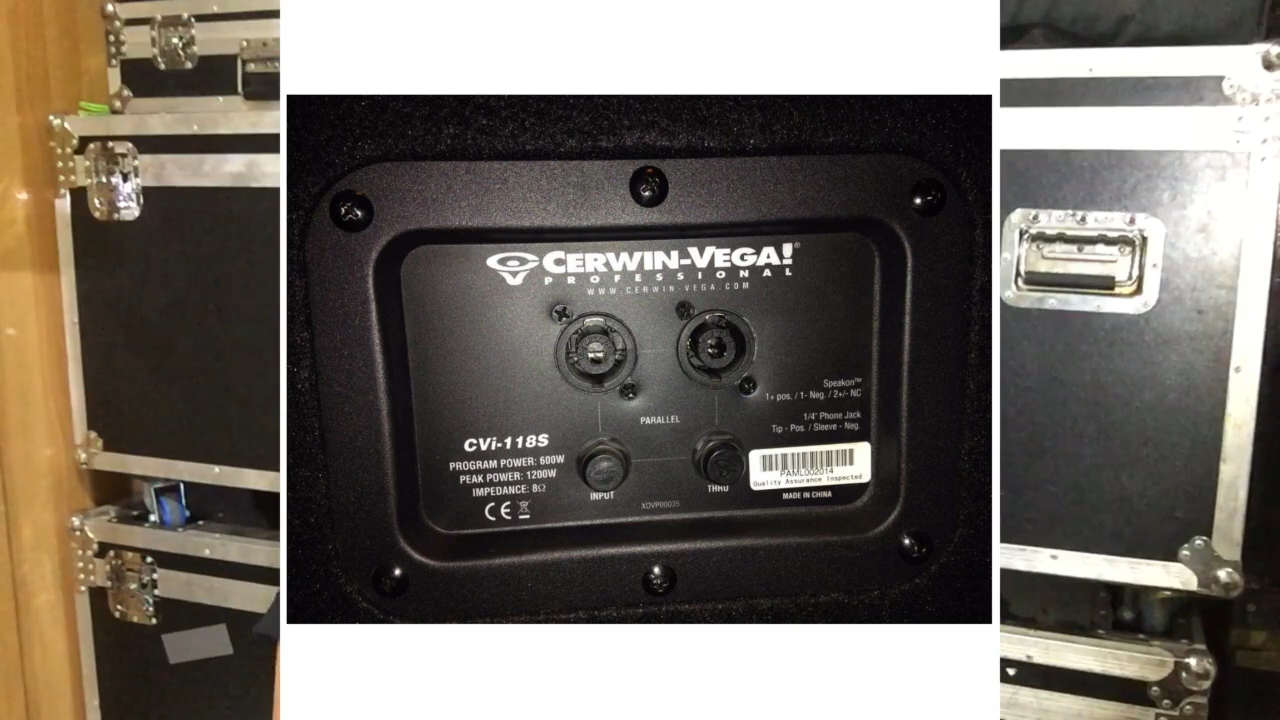 CERWIN-VEGA!®
PROFESSIONAL
WWW.CERWIN-VEGA.COM
Speakon™
1+ pos. / 1- Neg. / 2+/- NC
PARALLEL
1/4" Phone Jack
Tip - Pos. / Sleeve - Neg.
CVi-118S
PROGRAM POWER: 600W
PEAK POWER: 1200W
IMPEDANCE: 8Ω
CE
INPUT
THRU
XDVP00035
PAML002014
Quality Assurance Inspected
MADE IN CHINA